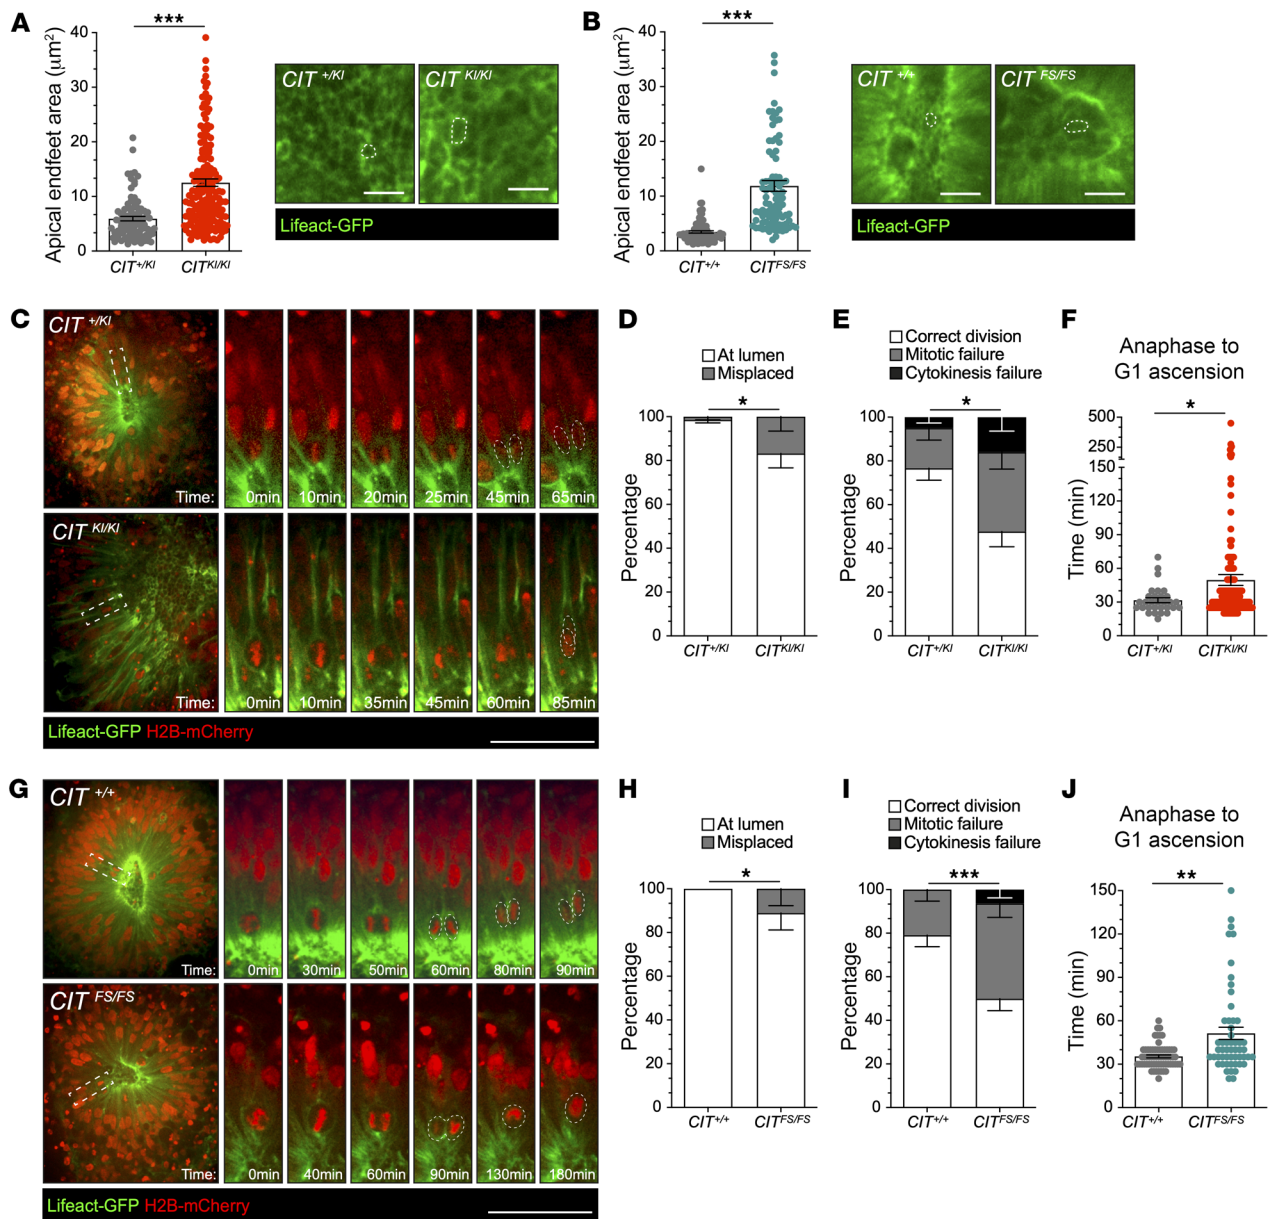 A
***
Apical endfeet area (μm²)
40
30
20
10
0
CIT+/KI
CITKI/KI
CIT +/KI
CIT KI/KI
Lifeact-GFP
B
***
Apical endfeet area (μm²)
40
30
20
10
0
CIT+/+
CITFS/FS
CIT +/+
CIT FS/FS
Lifeact-GFP
C
CIT +/KI
Time:
0min
10min
20min
25min
45min
65min
CIT KI/KI
Time:
0min
10min
35min
45min
60min
85min
Lifeact-GFP H2B-mCherry
D
At lumen
Misplaced
*
Percentage
100
80
60
40
20
0
CIT+/KI
CITKI/KI
E
Correct division
Mitotic failure
Cytokinesis failure
*
Percentage
100
80
60
40
20
0
CIT+/KI
CITKI/KI
F
Anaphase to
G1 ascension
*
Time (min)
500
250
150
120
90
60
30
0
CIT+/KI
CITKI/KI
G
CIT +/+
Time:
0min
30min
50min
60min
80min
90min
CIT FS/FS
Time:
0min
40min
60min
90min
130min
180min
Lifeact-GFP H2B-mCherry
H
At lumen
Misplaced
*
Percentage
100
80
60
40
20
0
CIT+/+
CITFS/FS
I
Correct division
Mitotic failure
Cytokinesis failure
***
Percentage
100
80
60
40
20
0
CIT+/+
CITFS/FS
J
Anaphase to
G1 ascension
**
Time (min)
150
120
90
60
30
0
CIT+/+
CITFS/FS